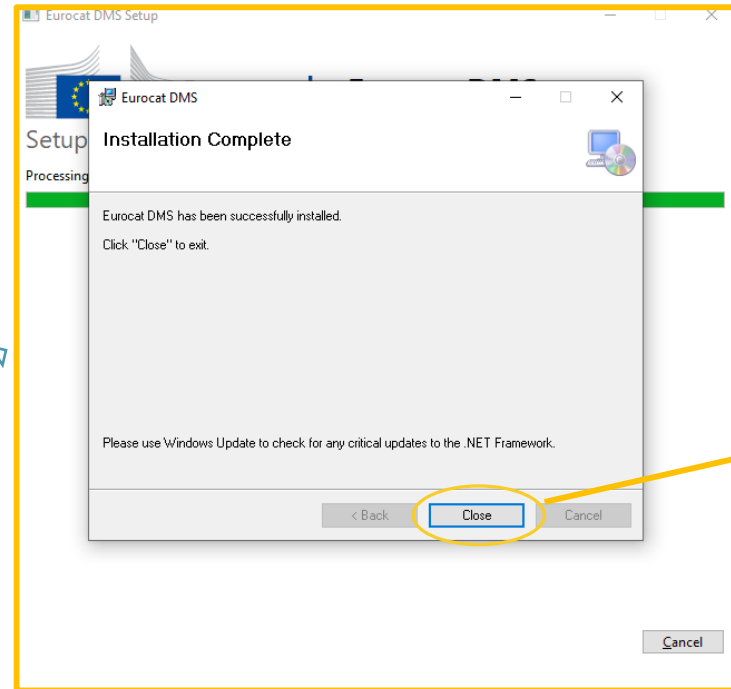 Eurocat DMS Setup
Eurocat DMS
Setup
Installation Complete
Processing
Eurocat DMS has been successfully installed.
Click "Close" to exit.
Please use Windows Update to check for any critical updates to the .NET Framework.
< Back
Close
Cancel
Cancel